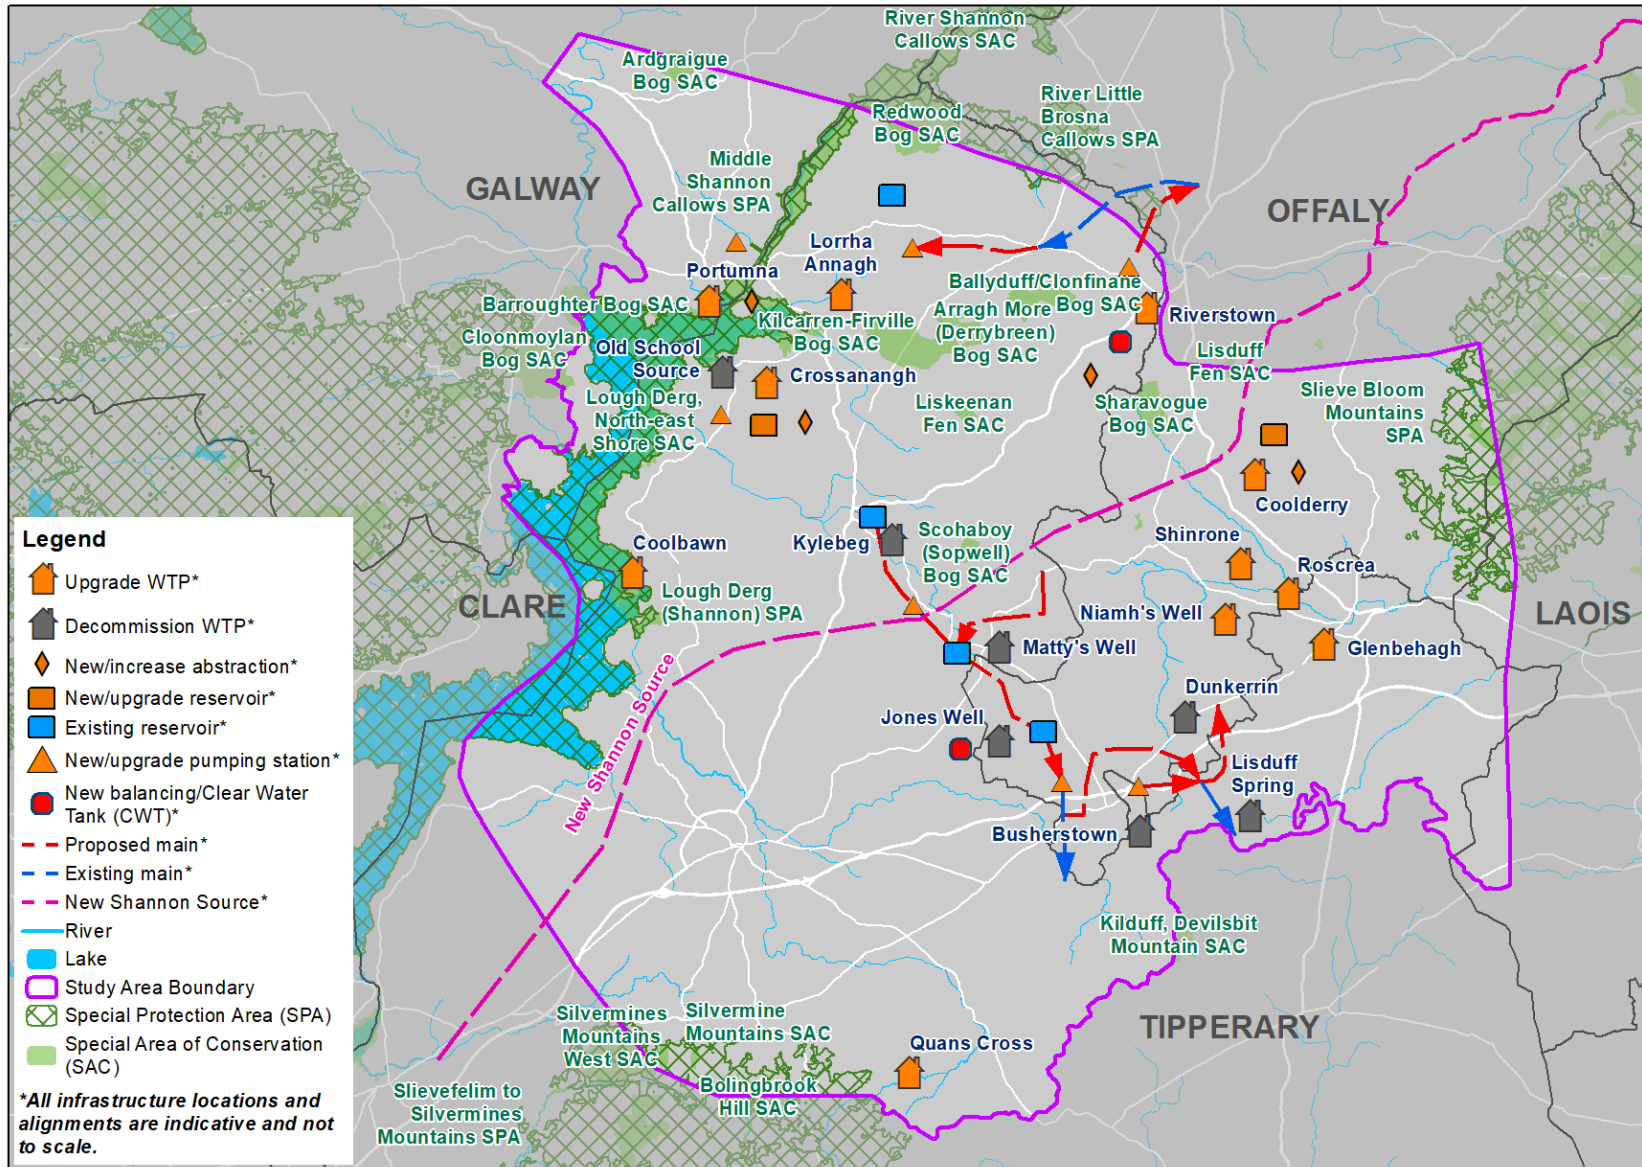 River Shannon
Callows SAC
Ardgraigue
Bog SAC
River Little
Brosna
Callows SPA
Redwood
Bog SAC
GALWAY
Middle
Shannon
Callows SPA
OFFALY
Lorrha
Annagh
Portumna
Ballyduff/Clonfinane
Bog SAC
Barroughter Bog SAC
Kilcarren-Firville
Bog SAC
Arragh More
(Derrybreen)
Bog SAC
Riverstown
Cloonmoylan
Bog SAC
Old School
Source
Lisduff
Fen SAC
Crossanangh
Slieve Bloom
Mountains
SPA
Lough Derg,
North-east
Shore SAC
Liskeenan
Fen SAC
Sharavogue
Bog SAC
Coolderry
Kylebeg
Scohaboy
(Sopwell)
Bog SAC
Shinrone
Coolbawn
Roscrea
CLARE
Lough Derg
(Shannon) SPA
LAOIS
Niamh's Well
Matty's Well
Glenbehagh
New Shannon Source
Dunkerrin
Jones Well
Lisduff
Spring
Busherstown
Kilduff, Devilsbit
Mountain SAC
Silvermines
Mountains
West SAC
Silvermine
Mountains SAC
TIPPERARY
Quans Cross
Bolingbrook
Hill SAC
Slievefelim to
Silvermines
Mountains SPA
Legend
Upgrade WTP*
Decommission WTP*
New/increase abstraction*
New/upgrade reservoir*
Existing reservoir*
New/upgrade pumping station*
New balancing/Clear Water
Tank (CWT)*
Proposed main*
Existing main*
New Shannon Source*
River
Lake
Study Area Boundary
Special Protection Area (SPA)
Special Area of Conservation
(SAC)
*All infrastructure locations and
alignments are indicative and not
to scale.